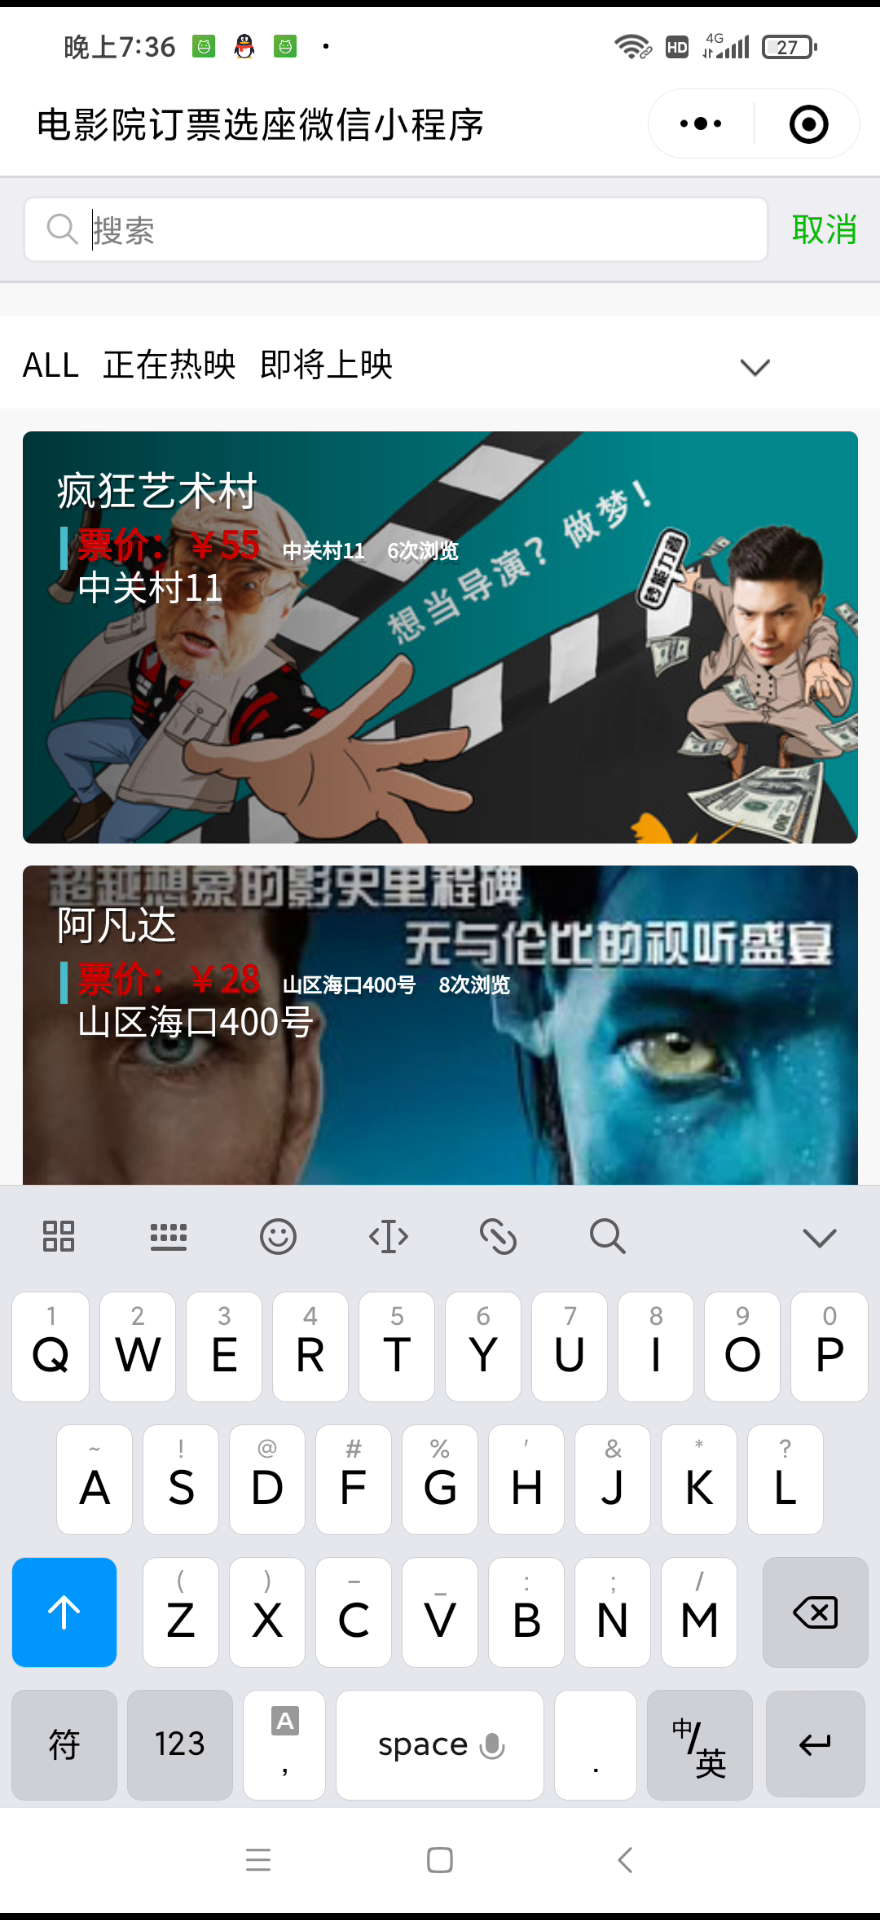 晚上7:36
HD 4G 27
电影院订票选座微信小程序
搜索 取消
ALL 正在热映 即将上映
疯狂艺术村
票价：￥55 中关村11 6次浏览
中关村11
想当导演？做梦！
钞能力者
超越想象的影史里程碑
阿凡达
无与伦比的视听盛宴
票价：￥28 山区海口400号 8次浏览
山区海口400号
1 2 3 4 5 6 7 8 9 0
Q W E R T Y U I O P
~ ! @ # % ' & * ?
A S D F G H J K L
( ) – _ : ; /
Z X C V B N M
符 123 A , space . 中/英